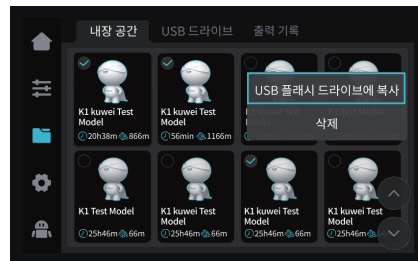 내장 공간 USB 드라이브 출력 기록
K1 kuwei Test
Model
20h38m 866m
K1 kuwei Test
Model
56min 1166m
USB 플래시 드라이브에 복사
삭제
K1 Test Model
25h46m 66m
K1 kuwei Test
Model
25h46m 66m
K1 kuwei Test
Model
25h46m 66m
K1 kuwei Test
Model
25h46m